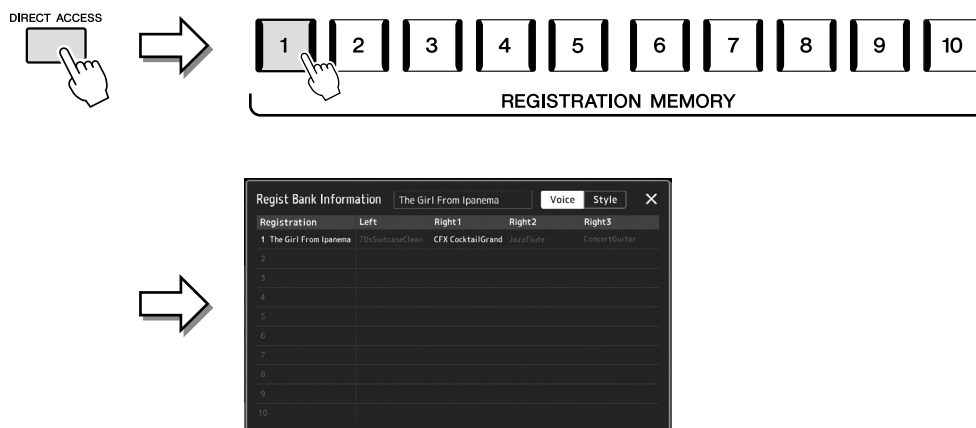 DIRECT ACCESS
1 2 3 4 5 6 7 8 9 10
REGISTRATION MEMORY
Regist Bank Information The Girl From Ipanema Voice Style X
Registration Left Right1 Right2 Right3
1 The Girl From Ipanema 70sSuitcaseClean CFX CocktailGrand JazzFlute ConcertGuitar
2
3
4
5
6
7
8
9
10